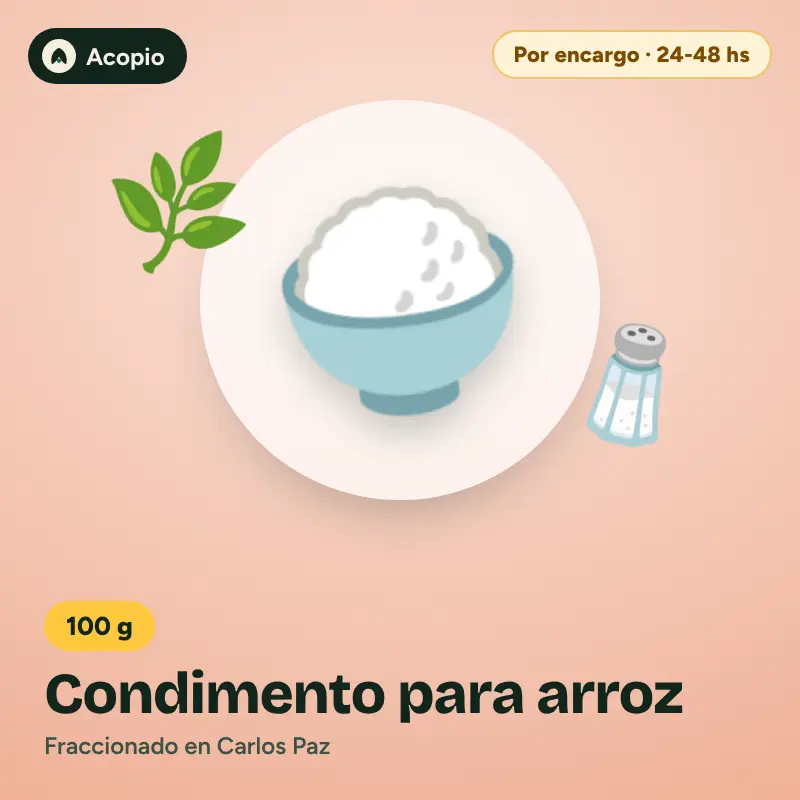 Acopio
Por encargo · 24-48 hs
100 g
Condimento para arroz
Fraccionado en Carlos Paz